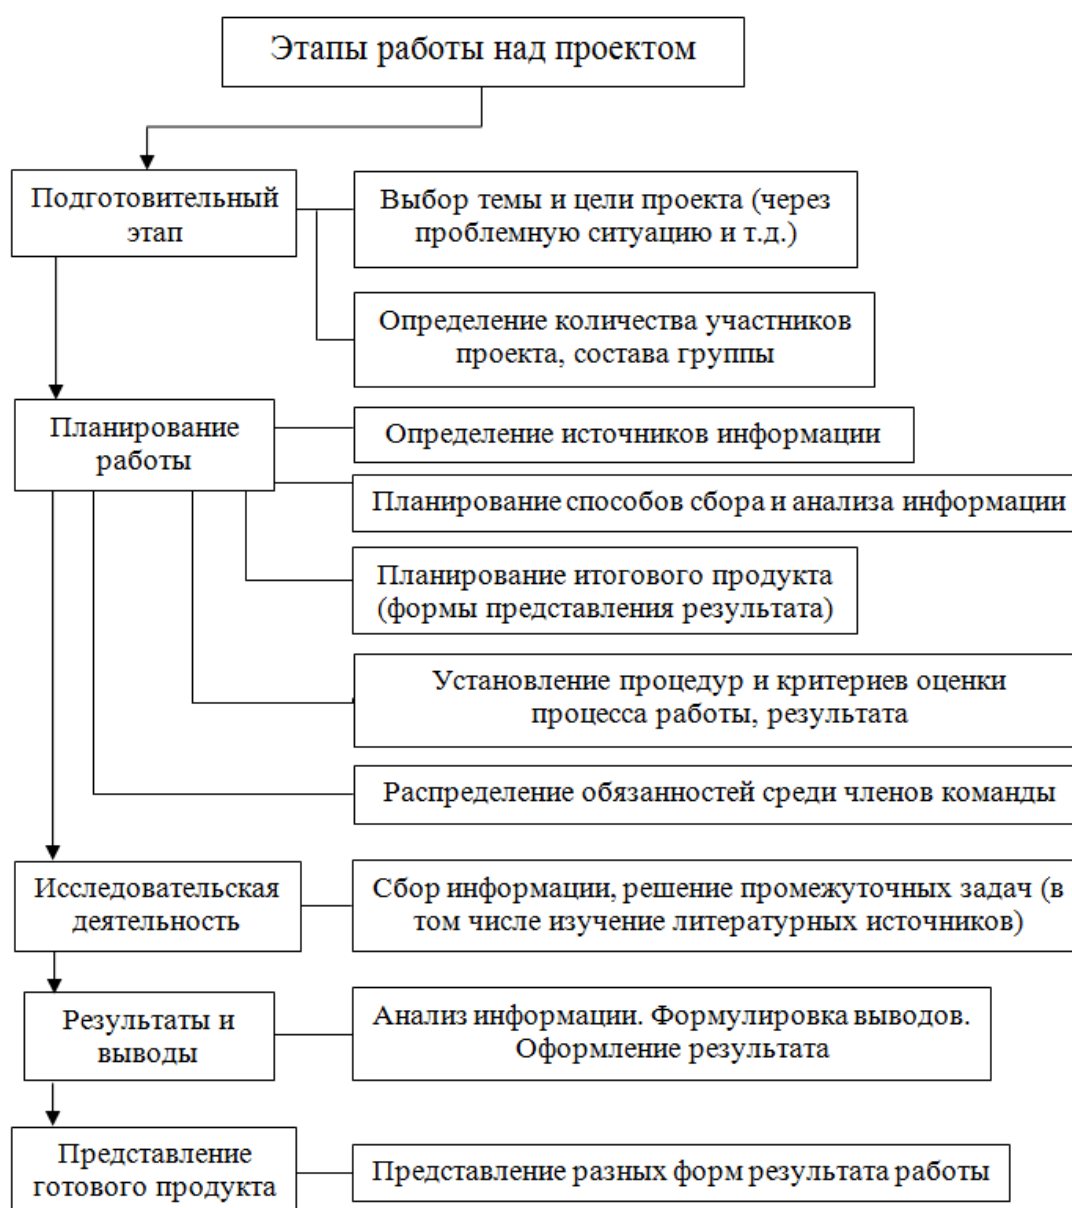 Этапы работы над проектом
Подготовительный
этап
Выбор темы и цели проекта (через
проблемную ситуацию и т.д.)
Определение количества участников
проекта, состава группы
Планирование
работы
Определение источников информации
Планирование способов сбора и анализа информации
Планирование итогового продукта
(формы представления результата)
Установление процедур и критериев оценки
процесса работы, результата
Распределение обязанностей среди членов команды
Исследовательская
деятельность
Сбор информации, решение промежуточных задач (в
том числе изучение литературных источников)
Результаты и
выводы
Анализ информации. Формулировка выводов.
Оформление результата
Представление
готового продукта
Представление разных форм результата работы